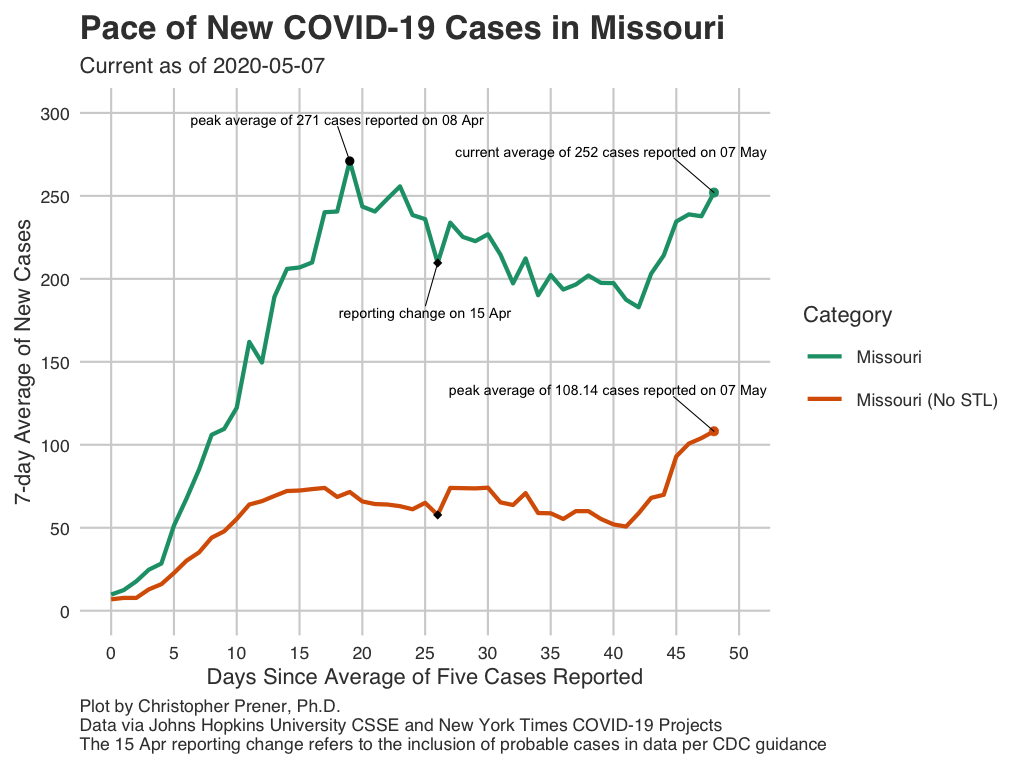 Pace of New COVID-19 Cases in Missouri
Current as of 2020-05-07
300
peak average of 271 cases reported on 08 Apr
current average of 252 cases reported on 07 May
250
200
reporting change on 15 Apr
150
peak average of 108.14 cases reported on 07 May
100
50
0
7-day Average of New Cases
0 5 10 15 20 25 30 35 40 45 50
Days Since Average of Five Cases Reported
Category
Missouri
Missouri (No STL)
Plot by Christopher Prener, Ph.D.
Data via Johns Hopkins University CSSE and New York Times COVID-19 Projects
The 15 Apr reporting change refers to the inclusion of probable cases in data per CDC guidance